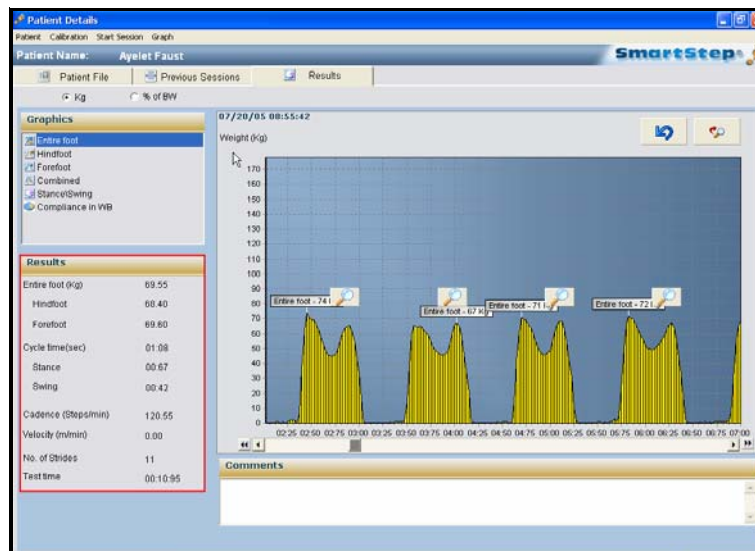 Patient Details
Patient Calibration Start Session Graph
Patient Name: Ayelet Faust
SmartStep
Patient File Previous Sessions Results
Kg % of BW
Graphics
Entire foot
Hindfoot
Forefoot
Combined
Stance\Swing
Compliance in WB
Results
Entire foot (Kg) 69.55
Hindfoot 68.40
Forefoot 69.60
Cycle time(sec) 01:08
Stance 00:67
Swing 00:42
Cadence (Steps/min) 120.55
Velocity (m/min) 0.00
No. of Strides 11
Test time 00:10:95
07/20/05 08:55:42
Weight (Kg)
170
160
150
140
130
120
110
100
90
80
70
60
50
40
30
20
10
0
Entire foot - 74
Entire foot - 67 Kg
Entire foot - 71
Entire foot - 72
02:25 02:50 02:75 03:00 03:25 03:50 03:75 04:00 04:25 04:50 04:75 05:00 05:25 05:50 05:75 06:00 06:25 06:50 06:75 07:00
Comments